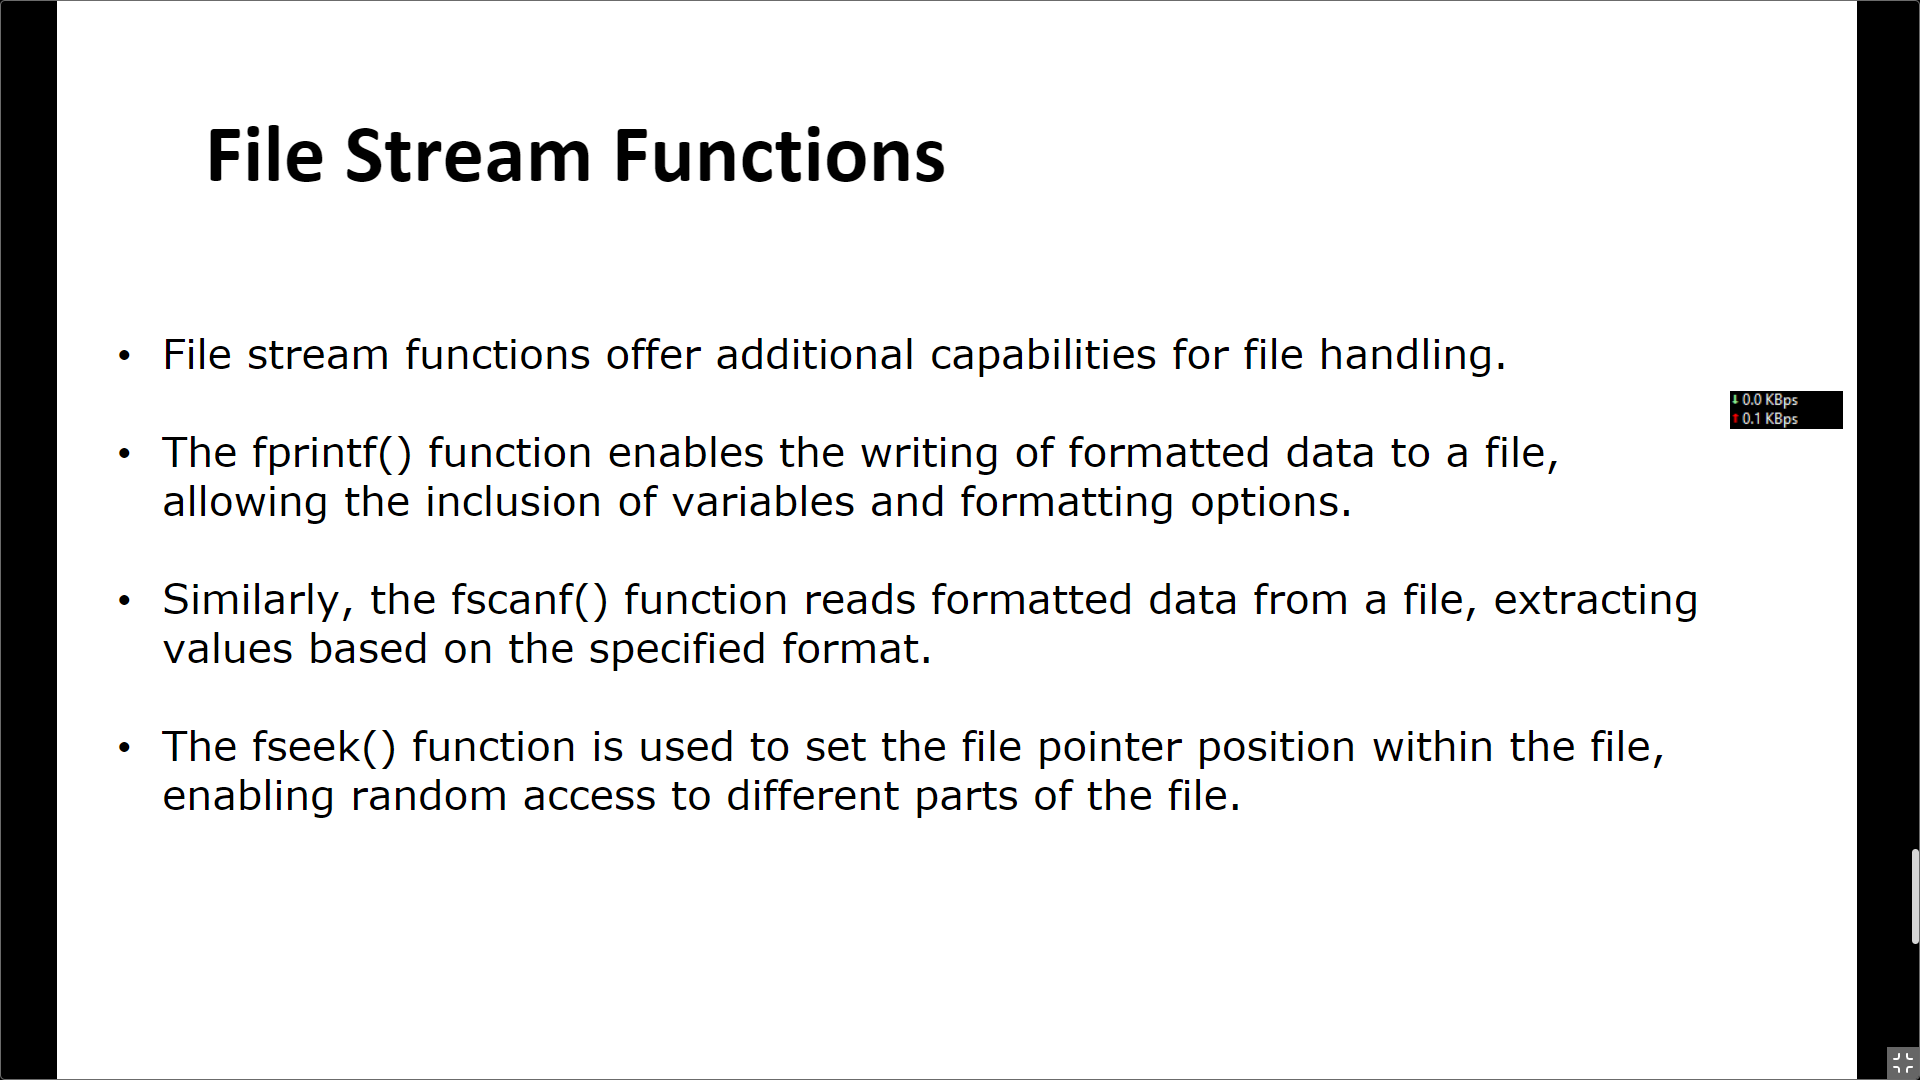 File Stream Functions
• File stream functions offer additional capabilities for file handling.
↓ 0.0 KBps
↑ 0.1 KBps
• The fprintf() function enables the writing of formatted data to a file,
allowing the inclusion of variables and formatting options.
• Similarly, the fscanf() function reads formatted data from a file, extracting
values based on the specified format.
• The fseek() function is used to set the file pointer position within the file,
enabling random access to different parts of the file.